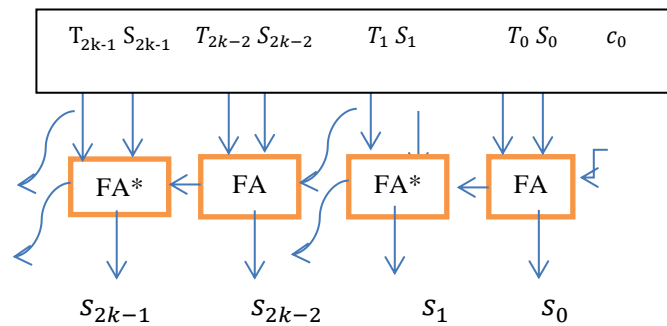 T₂ₖ₋₁ S₂ₖ₋₁ T₂ₖ₋₂ S₂ₖ₋₂ T₁ S₁ T₀ S₀ c₀
FA* FA FA* FA
s₂ₖ₋₁ s₂ₖ₋₂ s₁ s₀